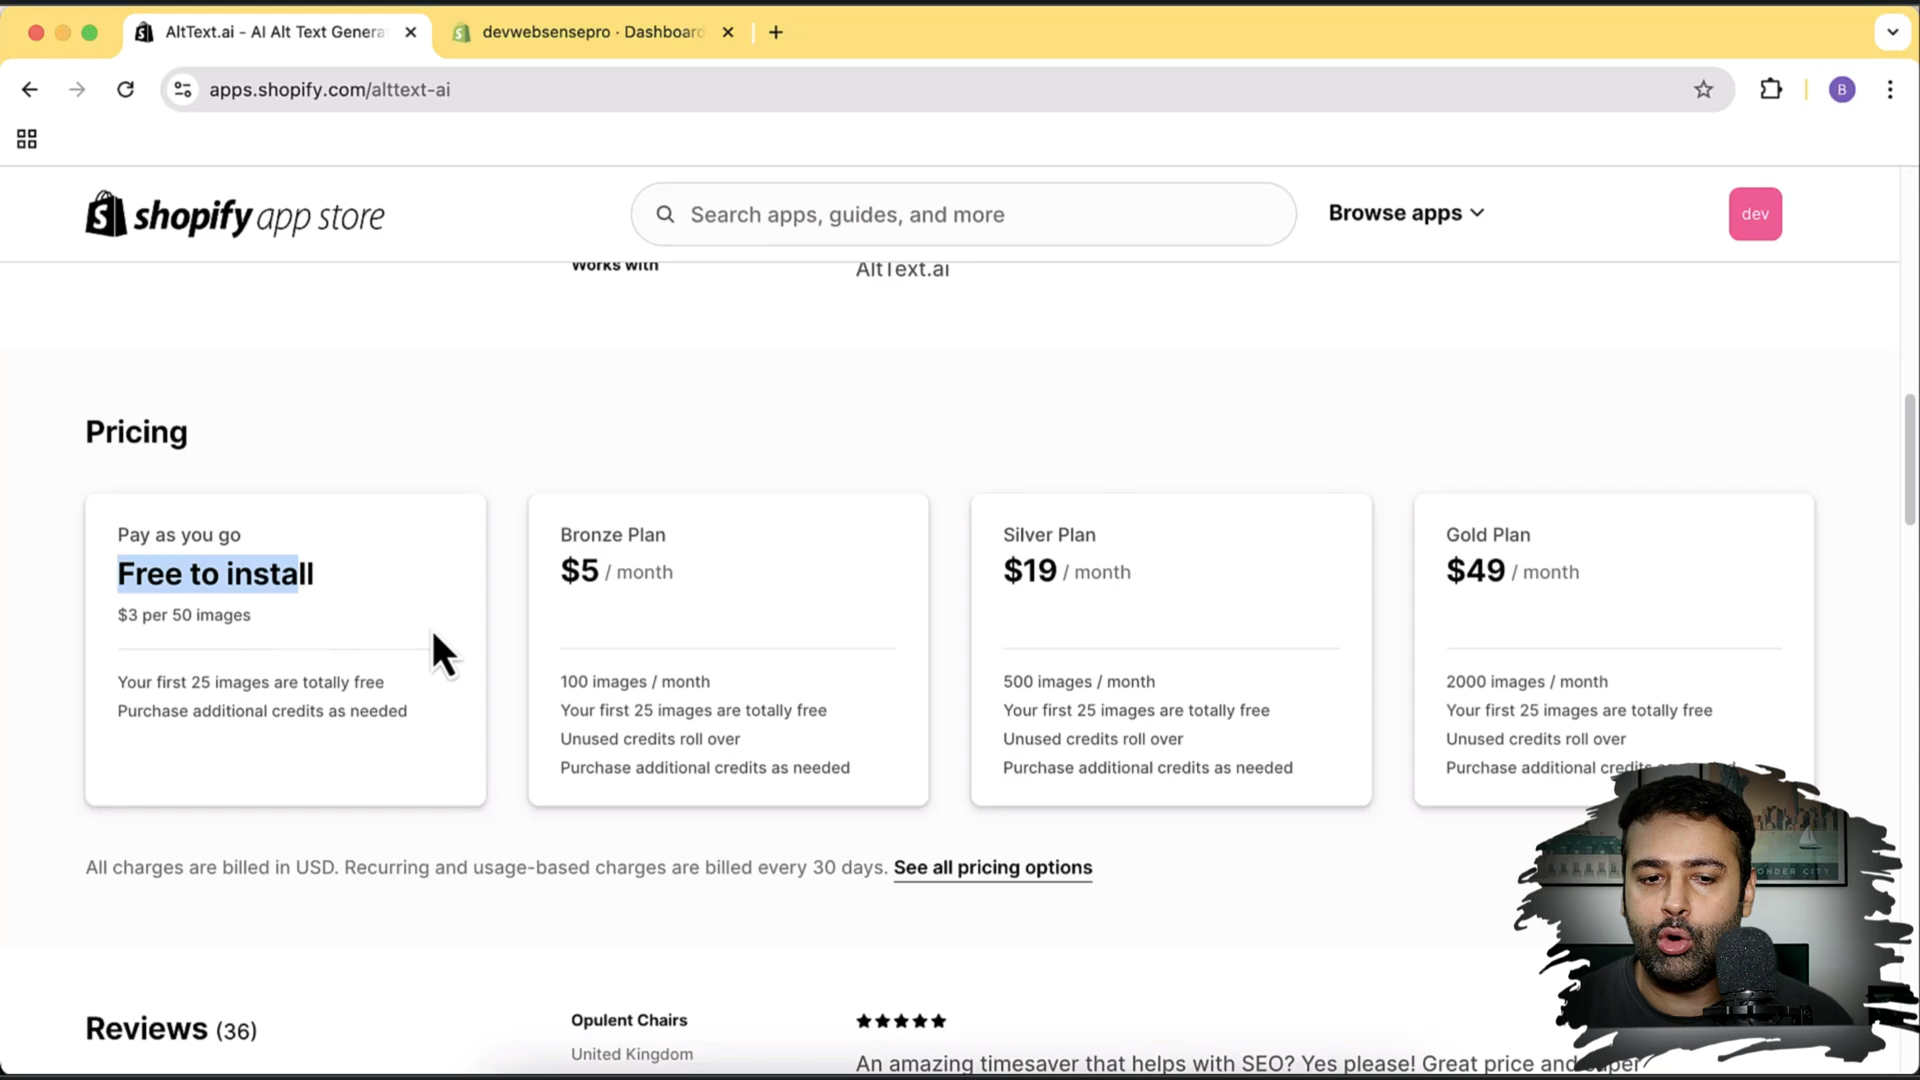 AltText.ai - AI Alt Text Genera
devwebsensepro · Dashboard
apps.shopify.com/alttext-ai
B
shopify app store
Search apps, guides, and more
Browse apps
dev
Works with
AltText.ai
Pricing
Pay as you go
Free to install
$3 per 50 images
Your first 25 images are totally free
Purchase additional credits as needed
Bronze Plan
$5 / month
100 images / month
Your first 25 images are totally free
Unused credits roll over
Purchase additional credits as needed
Silver Plan
$19 / month
500 images / month
Your first 25 images are totally free
Unused credits roll over
Purchase additional credits as needed
Gold Plan
$49 / month
2000 images / month
Your first 25 images are totally free
Unused credits roll over
Purchase additional credits
All charges are billed in USD. Recurring and usage-based charges are billed every 30 days. See all pricing options
Reviews (36)
Opulent Chairs
United Kingdom
An amazing timesaver that helps with SEO? Yes please! Great price and
ONDER CITY